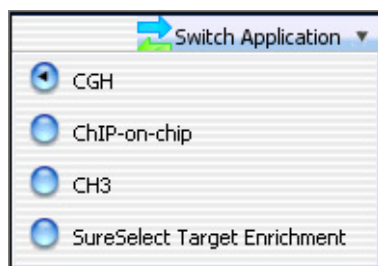 Switch Application
CGH
ChIP-on-chip
CH3
SureSelect Target Enrichment